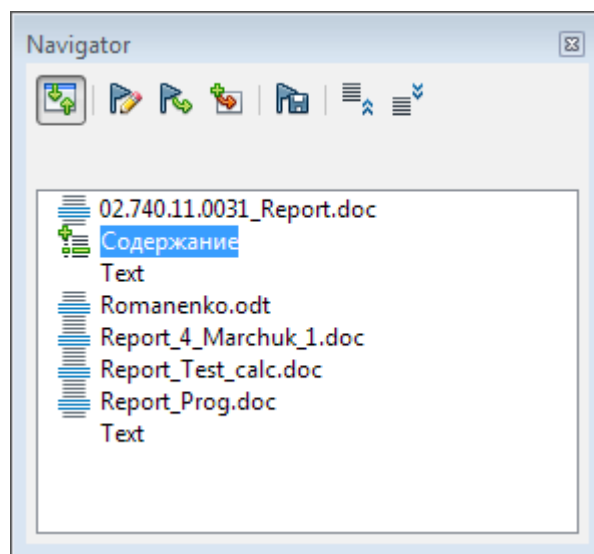 Navigator
02.740.11.0031_Report.doc
Содержание
Text
Romanenko.odt
Report_4_Marchuk_1.doc
Report_Test_calc.doc
Report_Prog.doc
Text